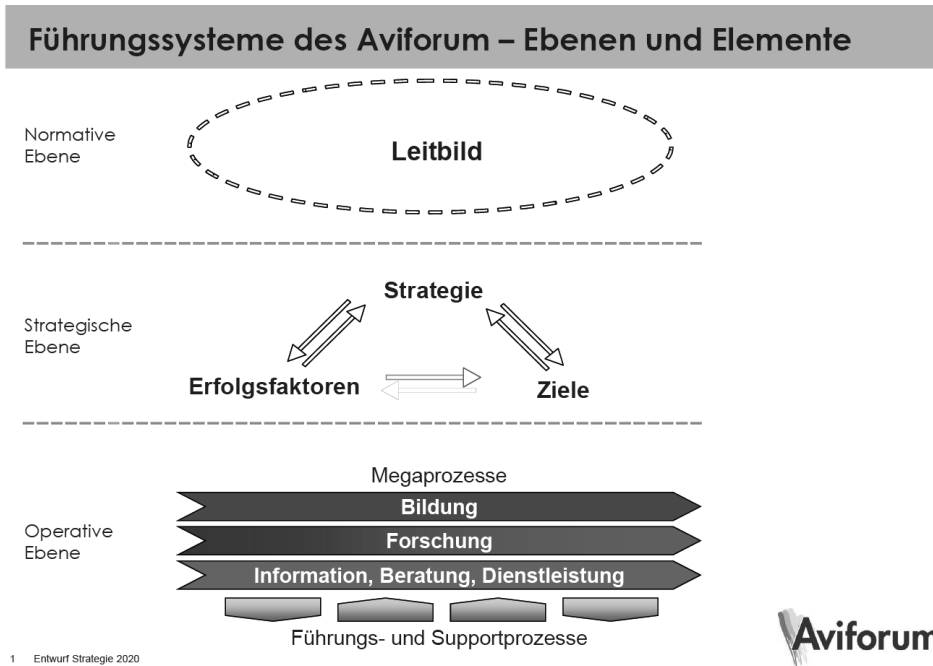 Führungssysteme des Aviforum – Ebenen und Elemente
Normative
Ebene
Leitbild
Strategie
Strategische
Ebene
Erfolgsfaktoren
Ziele
Megaprozesse
Bildung
Operative
Ebene
Forschung
Information, Beratung, Dienstleistung
Führungs- und Supportprozesse
Aviforum
1 Entwurf Strategie 2020